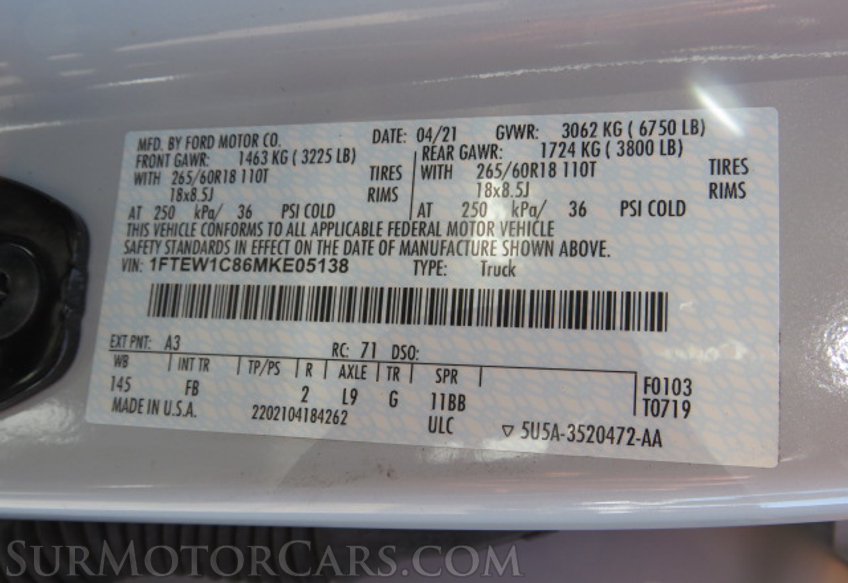 MFD. BY FORD MOTOR CO. DATE: 04/21 GVWR: 3062 KG ( 6750 LB)
FRONT GAWR: 1463 KG ( 3225 LB) REAR GAWR: 1724 KG ( 3800 LB)
WITH 265/60R18 110T TIRES WITH 265/60R18 110T TIRES
18x8.5J RIMS 18x8.5J RIMS
AT 250 kPa/ 36 PSI COLD AT 250 kPa/ 36 PSI COLD
THIS VEHICLE CONFORMS TO ALL APPLICABLE FEDERAL MOTOR VEHICLE
SAFETY STANDARDS IN EFFECT ON THE DATE OF MANUFACTURE SHOWN ABOVE.
VIN: 1FTEW1C86MKE05138 TYPE: Truck
EXT PNT: A3 RC: 71 DSO:
WB INT TR TP/PS R AXLE TR SPR F0103
145 FB 2 L9 G 11BB T0719
MADE IN U.S.A. 2202104184262 ULC ▽ 5U5A-3520472-AA
SURMOTORCARS.COM